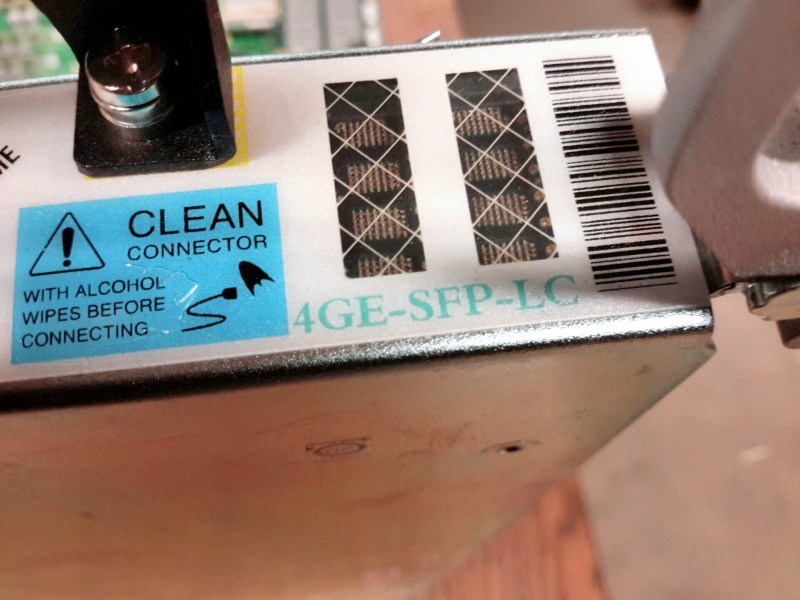 CLEAN
CONNECTOR
WITH ALCOHOL
WIPES BEFORE
CONNECTING
4GE-SFP-LC